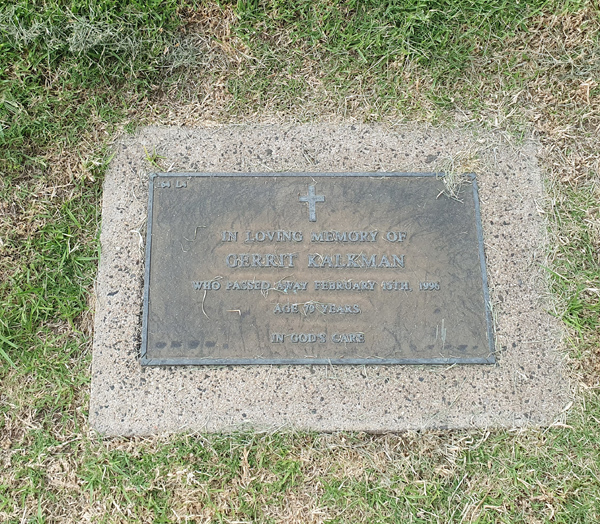 IN LOVING MEMORY OF
GERRIT KALKMAN
WHO PASSED AWAY FEBRUARY 15TH, 1996
AGE YEARS
IN GOD'S CARE